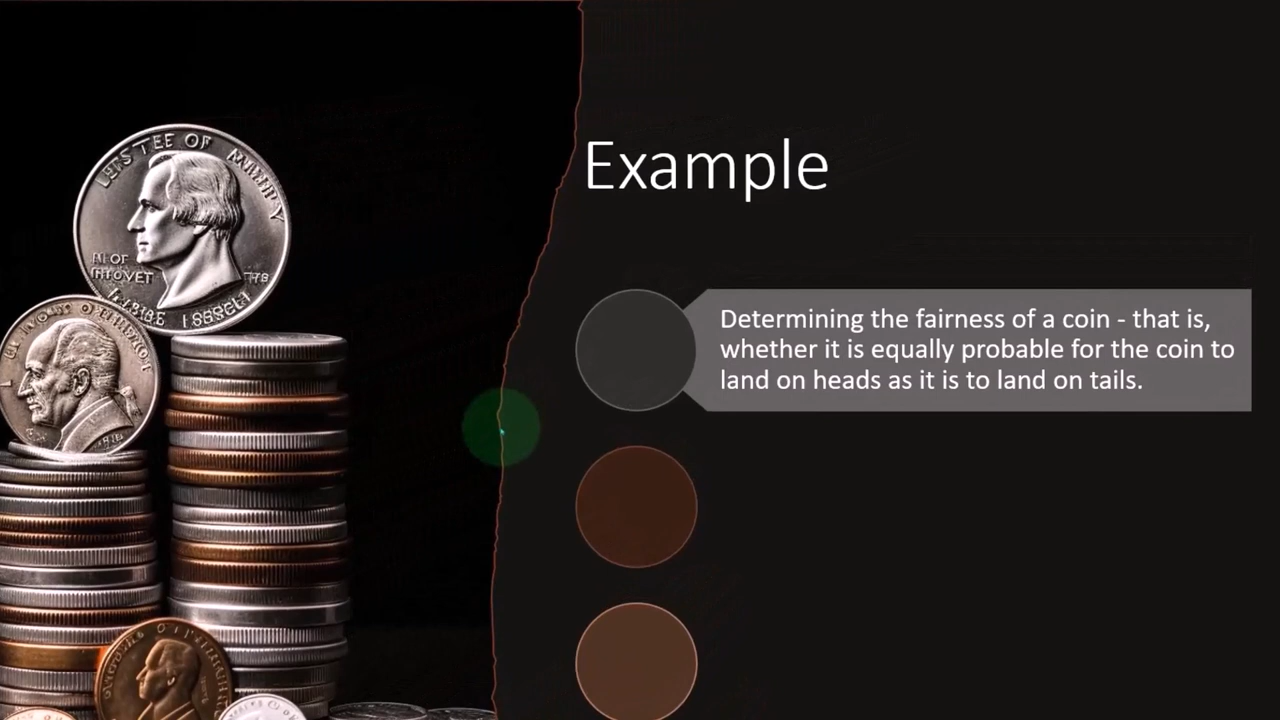 Example
Determining the fairness of a coin - that is,
whether it is equally probable for the coin to
land on heads as it is to land on tails.